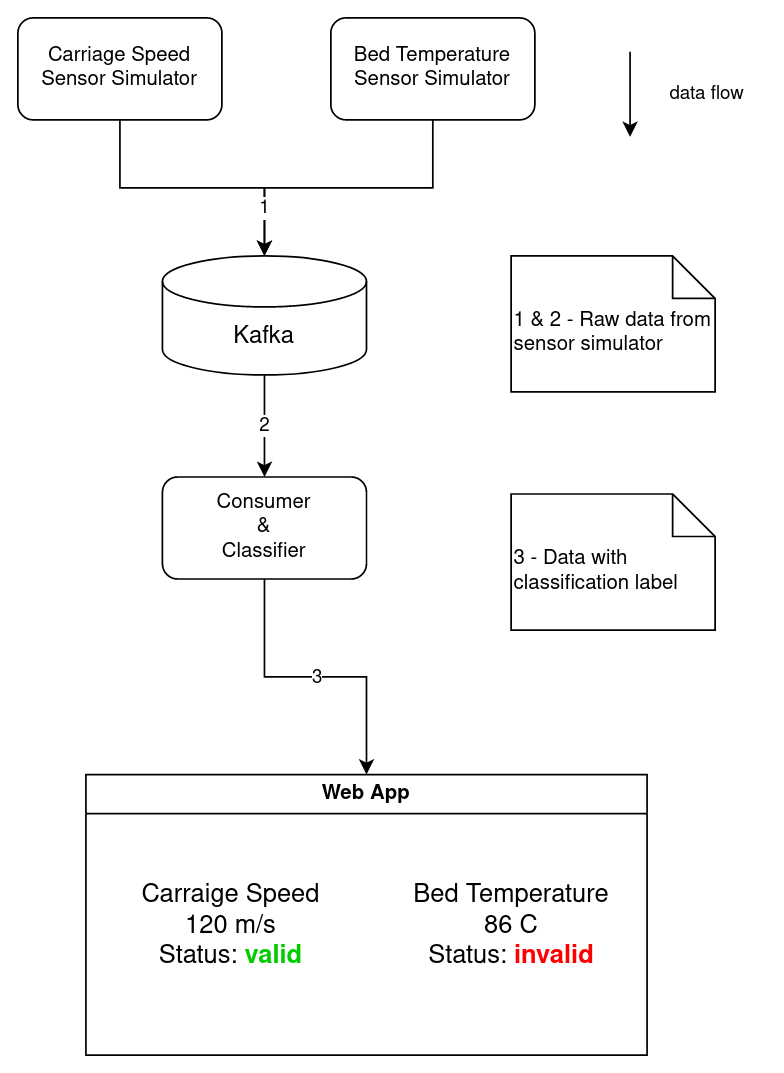 Carriage Speed
Sensor Simulator
Bed Temperature
Sensor Simulator
data flow
1
Kafka
1 & 2 - Raw data from
sensor simulator
2
Consumer
&
Classifier
3 - Data with
classification label
3
Web App
Carraige Speed
120 m/s
Status: valid
Bed Temperature
86 C
Status: invalid